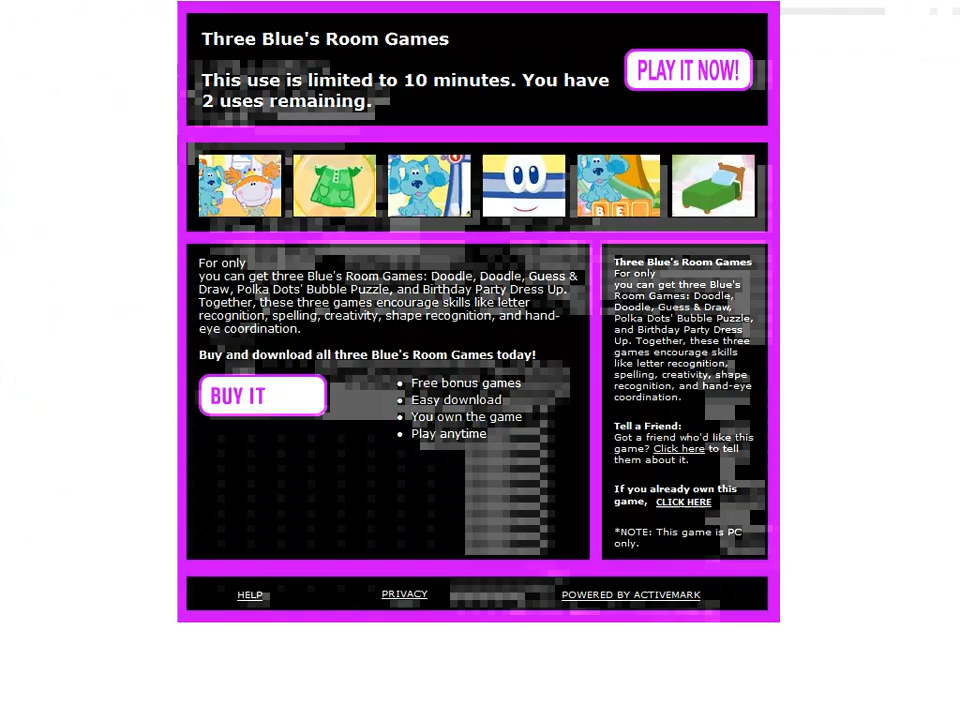 Three Blue's Room Games
This use is limited to 10 minutes. You have
2 uses remaining.
PLAY IT NOW!
B E
For only
you can get three Blue's Room Games: Doodle, Doodle, Guess &
Draw, Polka Dots' Bubble Puzzle, and Birthday Party Dress Up.
Together, these three games encourage skills like letter
recognition, spelling, creativity, shape recognition, and hand-
eye coordination.
Buy and download all three Blue's Room Games today!
BUY IT
• Free bonus games
• Easy download
• You own the game
• Play anytime
Three Blue's Room Games
For only
you can get three Blue's
Room Games: Doodle,
Doodle, Guess & Draw,
Polka Dots' Bubble Puzzle,
and Birthday Party Dress
Up. Together, these three
games encourage skills
like letter recognition,
spelling, creativity, shape
recognition, and hand-eye
coordination.
Tell a Friend:
Got a friend who'd like this
game? Click here to tell
them about it.
If you already own this
game, CLICK HERE
*NOTE: This game is PC
only.
HELP
PRIVACY
POWERED BY ACTIVEMARK